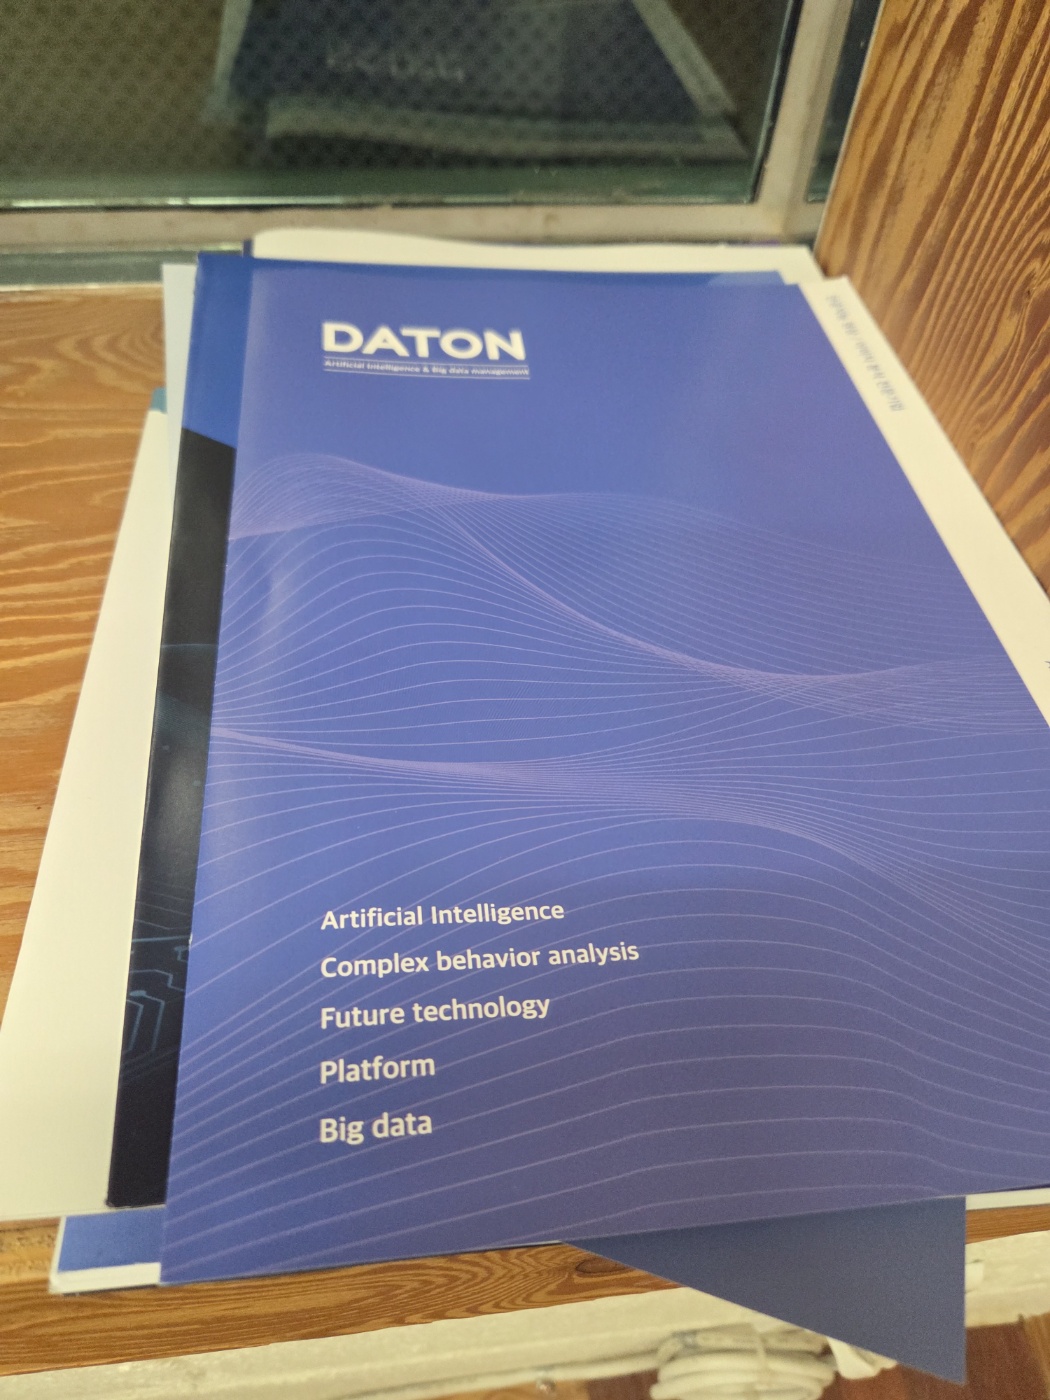 DATON
Artificial Intelligence & Big data management
Artificial Intelligence
Complex behavior analysis
Future technology
Platform
Big data